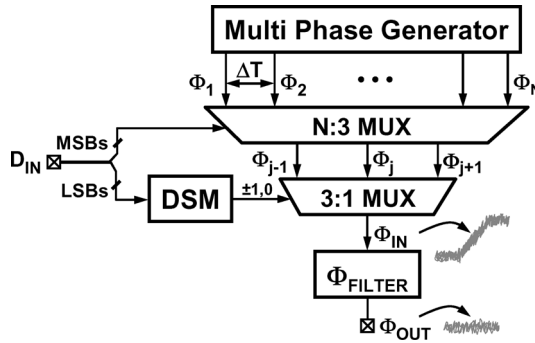 Multi Phase Generator
Φ1 ΔT Φ2 ••• ΦN
N:3 MUX
MSBs
DIN
LSBs
Φj-1 Φj Φj+1
DSM ±1,0 3:1 MUX
ΦIN
ΦFILTER
ΦOUT